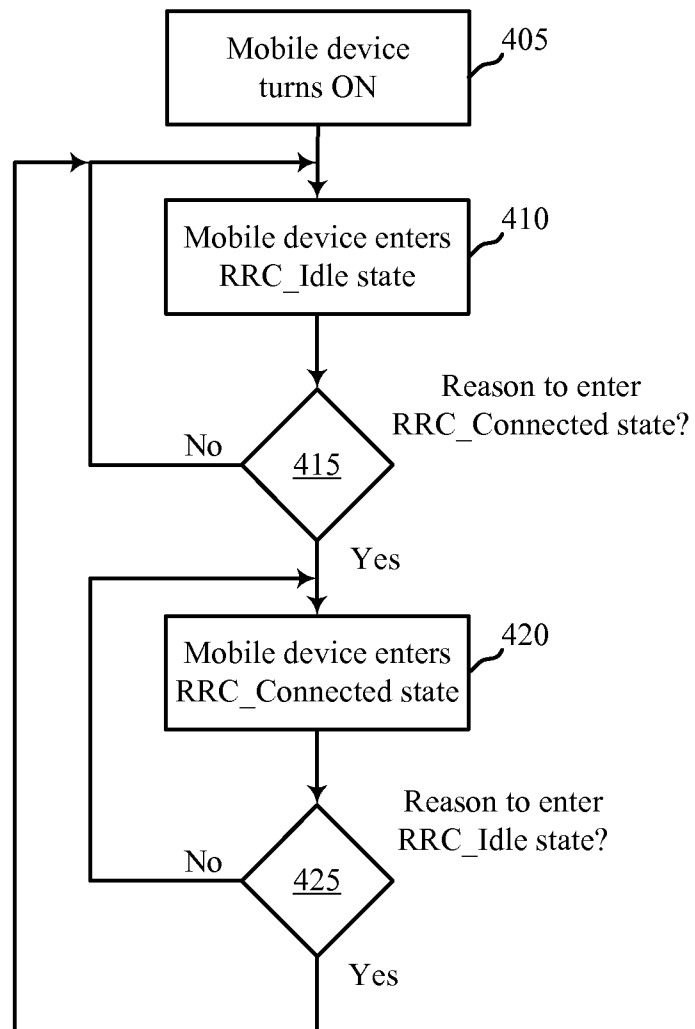 Mobile device
turns ON
405
Mobile device enters
RRC_Idle state
410
Reason to enter
RRC_Connected state?
No
415
Yes
Mobile device enters
RRC_Connected state
420
Reason to enter
RRC_Idle state?
No
425
Yes